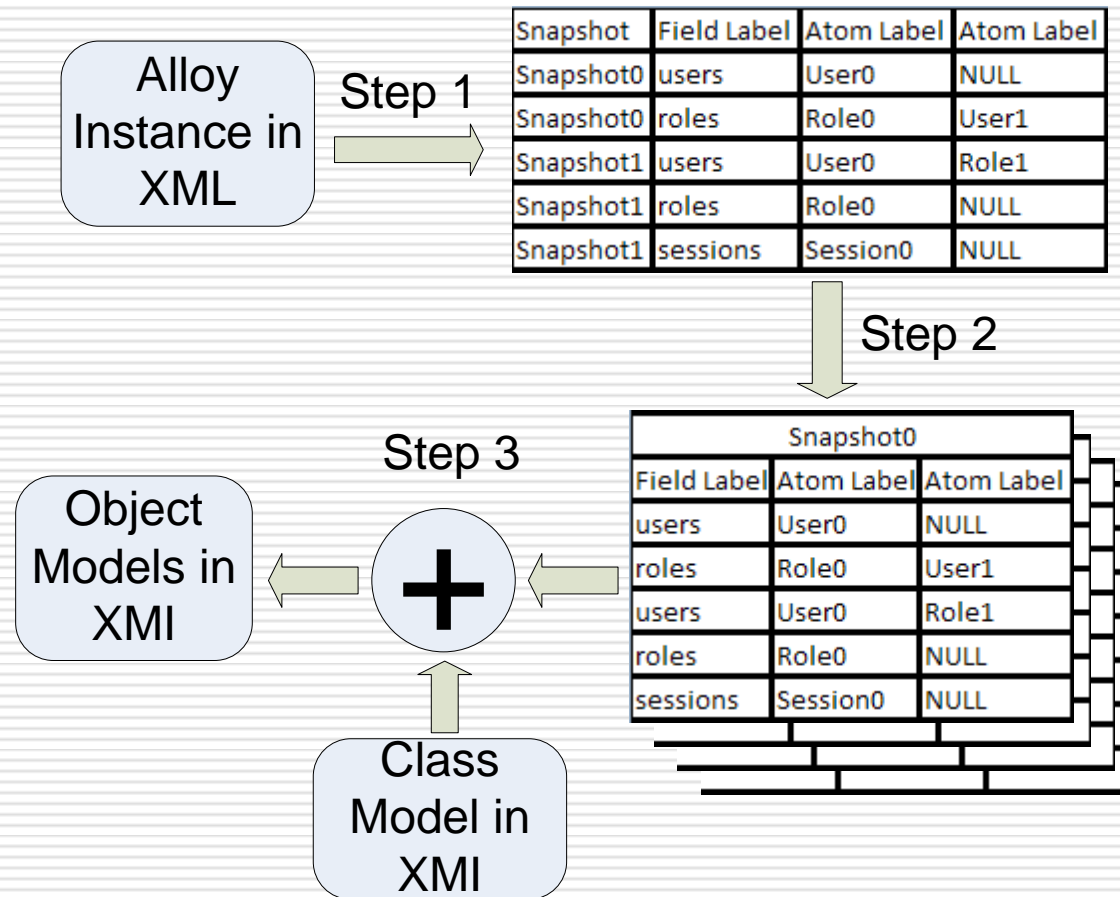 Alloy
Instance in
XML
Step 1
Snapshot Field Label Atom Label Atom Label
Snapshot0 users User0 NULL
Snapshot0 roles Role0 User1
Snapshot1 users User0 Role1
Snapshot1 roles Role0 NULL
Snapshot1 sessions Session0 NULL
Step 2
Snapshot0
Field Label Atom Label Atom Label
users User0 NULL
roles Role0 User1
users User0 Role1
roles Role0 NULL
sessions Session0 NULL
Step 3
+
Object
Models in
XMI
Class
Model in
XMI